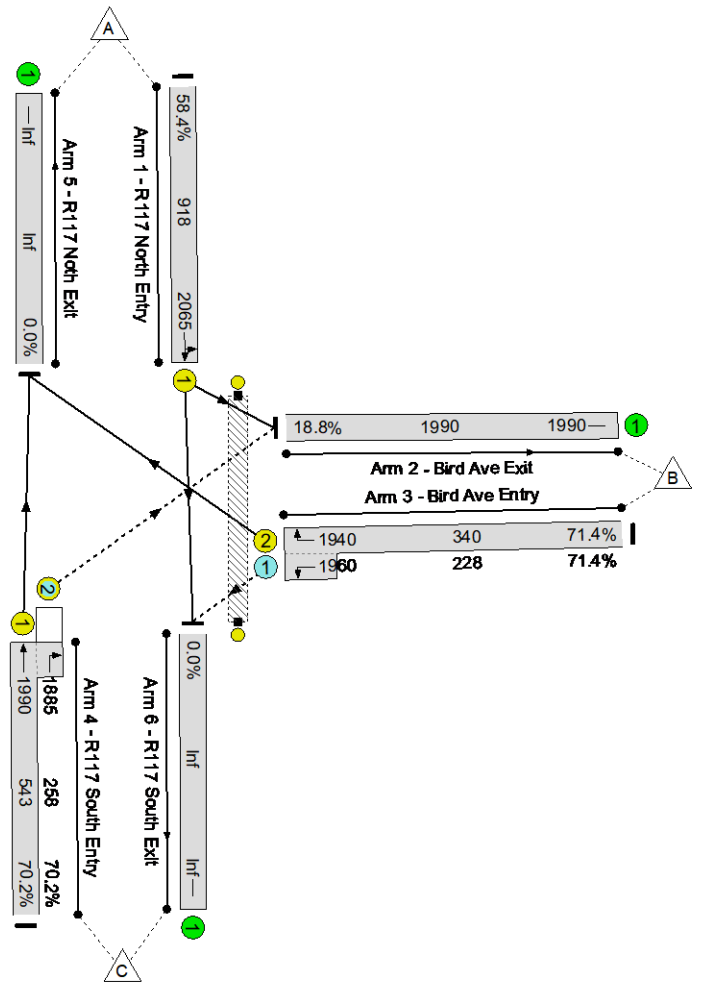 A
1
Inf
Inf
0.0%
Arm 5 - R117 Noth Exit
Arm 1 - R117 North Entry
58.4%
918
2065
1
18.8% 1990 1990
1
Arm 2 - Bird Ave Exit
B
Arm 3 - Bird Ave Entry
2
1940 340 71.4%
1
1960 228 71.4%
2
1
1990
543
70.2%
1885
258
70.2%
Arm 4 - R117 South Entry
Arm 6 - R117 South Exit
0.0%
Inf
Inf
1
C